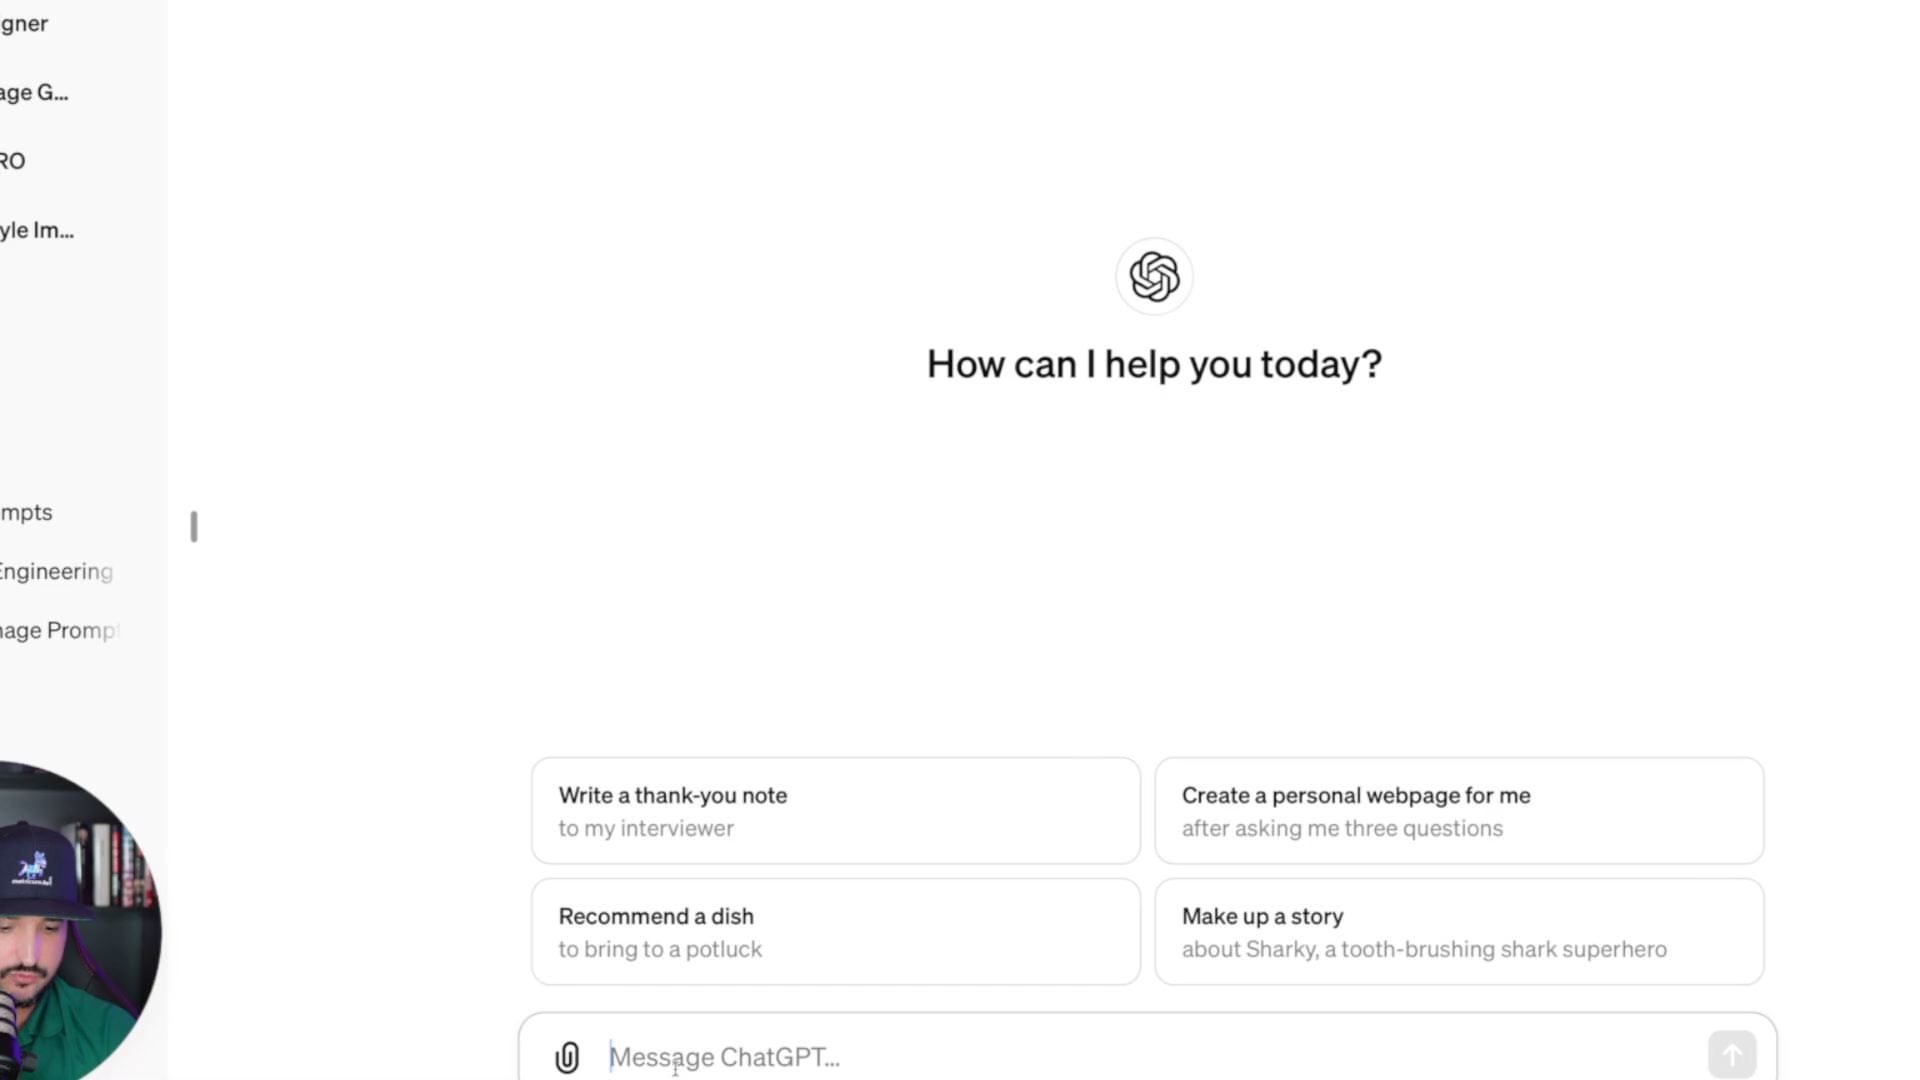 gner
age G...
RO
yle Im...
mpts
Engineering
age Promp
How can I help you today?
Write a thank-you note
to my interviewer
Create a personal webpage for me
after asking me three questions
Recommend a dish
to bring to a potluck
Make up a story
about Sharky, a tooth-brushing shark superhero
Message ChatGPT...